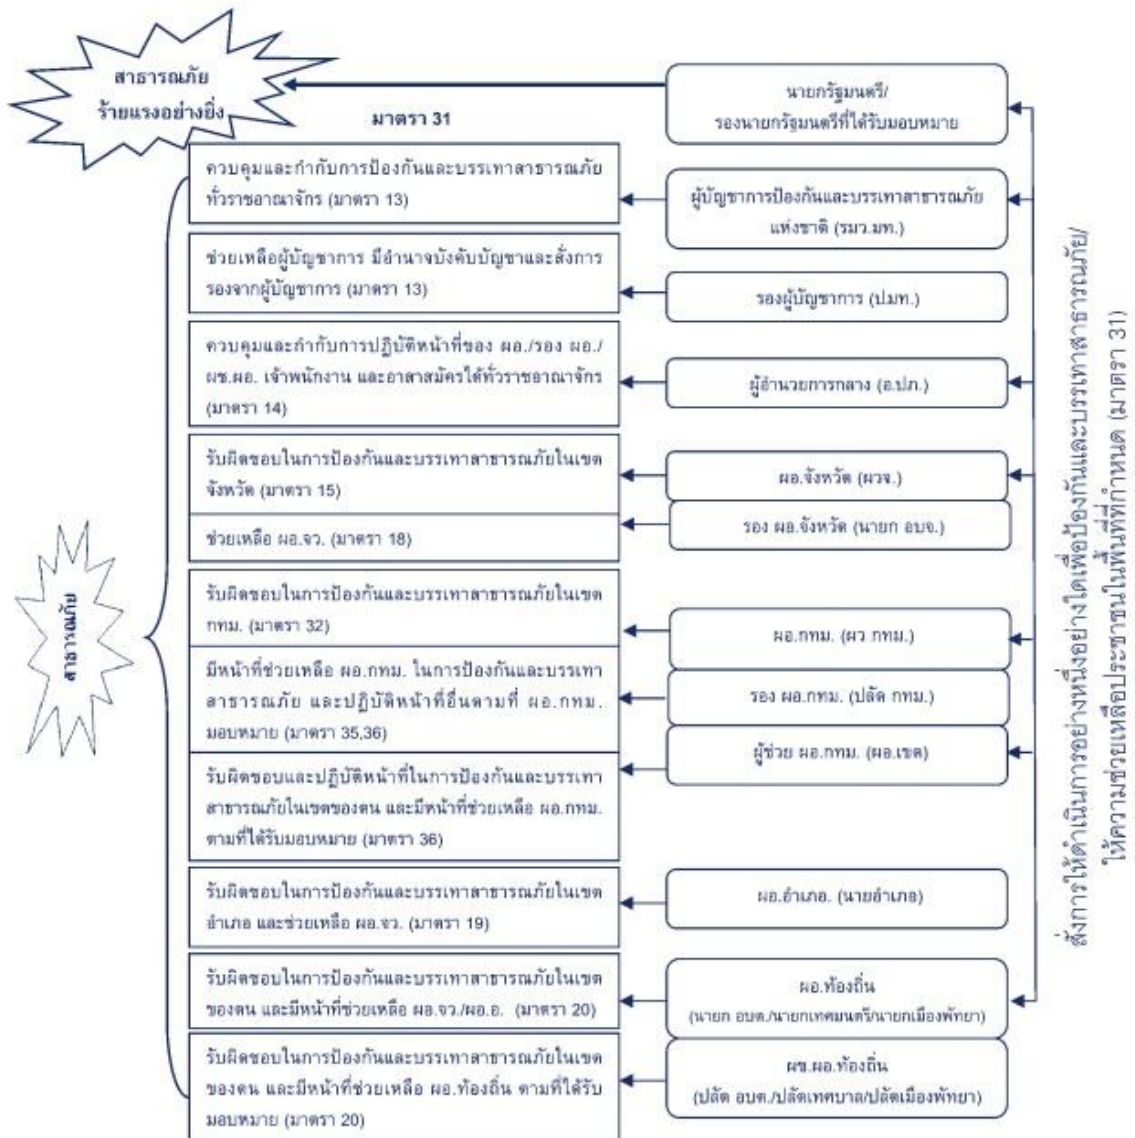 สาธารณภัย
ร้ายแรงอย่างยิ่ง
มาตรา 31
นายกรัฐมนตรี/
รองนายกรัฐมนตรีที่ได้รับมอบหมาย
ควบคุมและกำกับการป้องกันและบรรเทาสาธารณภัย
ทั่วราชอาณาจักร (มาตรา 13)
ผู้บัญชาการป้องกันและบรรเทาสาธารณภัย
แห่งชาติ (รมว.มท.)
ช่วยเหลือผู้บัญชาการ มีอำนาจบังคับบัญชาและสั่งการ
รองจากผู้บัญชาการ (มาตรา 13)
รองผู้บัญชาการ (ปมท.)
ควบคุมและกำกับการปฏิบัติหน้าที่ของ ผอ./รอง ผอ./
ผช.ผอ. เจ้าพนักงาน และอาสาสมัครได้ทั่วราชอาณาจักร
(มาตรา 14)
ผู้อำนวยการกลาง (อ.ปภ.)
รับผิดชอบในการป้องกันและบรรเทาสาธารณภัยในเขต
จังหวัด (มาตรา 15)
ผอ.จังหวัด (ผวจ.)
ช่วยเหลือ ผอ.จว. (มาตรา 18)
รอง ผอ.จังหวัด (นายก อบจ.)
สาธารณภัย
รับผิดชอบในการป้องกันและบรรเทาสาธารณภัยในเขต
กทม. (มาตรา 32)
ผอ.กทม. (ผว กทม.)
มีหน้าที่ช่วยเหลือ ผอ.กทม. ในการป้องกันและบรรเทา
สาธารณภัย และปฏิบัติหน้าที่อื่นตามที่ ผอ.กทม.
มอบหมาย (มาตรา 35,36)
รอง ผอ.กทม. (ปลัด กทม.)
ผู้ช่วย ผอ.กทม. (ผอ.เขต)
รับผิดชอบและปฏิบัติหน้าที่ในการป้องกันและบรรเทา
สาธารณภัยในเขตของตน และมีหน้าที่ช่วยเหลือ ผอ.กทม.
ตามที่ได้รับมอบหมาย (มาตรา 36)
รับผิดชอบในการป้องกันและบรรเทาสาธารณภัยในเขต
อำเภอ และช่วยเหลือ ผอ.จว. (มาตรา 19)
ผอ.อำเภอ. (นายอำเภอ)
รับผิดชอบในการป้องกันและบรรเทาสาธารณภัยในเขต
ของตน และมีหน้าที่ช่วยเหลือ ผอ.จว./ผอ.อ. (มาตรา 20)
ผอ.ท้องถิ่น
(นายก อบต./นายกเทศมนตรี/นายกเมืองพัทยา)
รับผิดชอบในการป้องกันและบรรเทาสาธารณภัยในเขต
ของตน และมีหน้าที่ช่วยเหลือ ผอ.ท้องถิ่น ตามที่ได้รับ
มอบหมาย (มาตรา 20)
ผช.ผอ.ท้องถิ่น
(ปลัด อบต./ปลัดเทศบาล/ปลัดเมืองพัทยา)
สั่งการให้ดำเนินการอย่างหนึ่งอย่างใดเพื่อป้องกันและบรรเทาสาธารณภัย/
ให้ความช่วยเหลือประชาชนในพื้นที่ที่กำหนด (มาตรา 31)